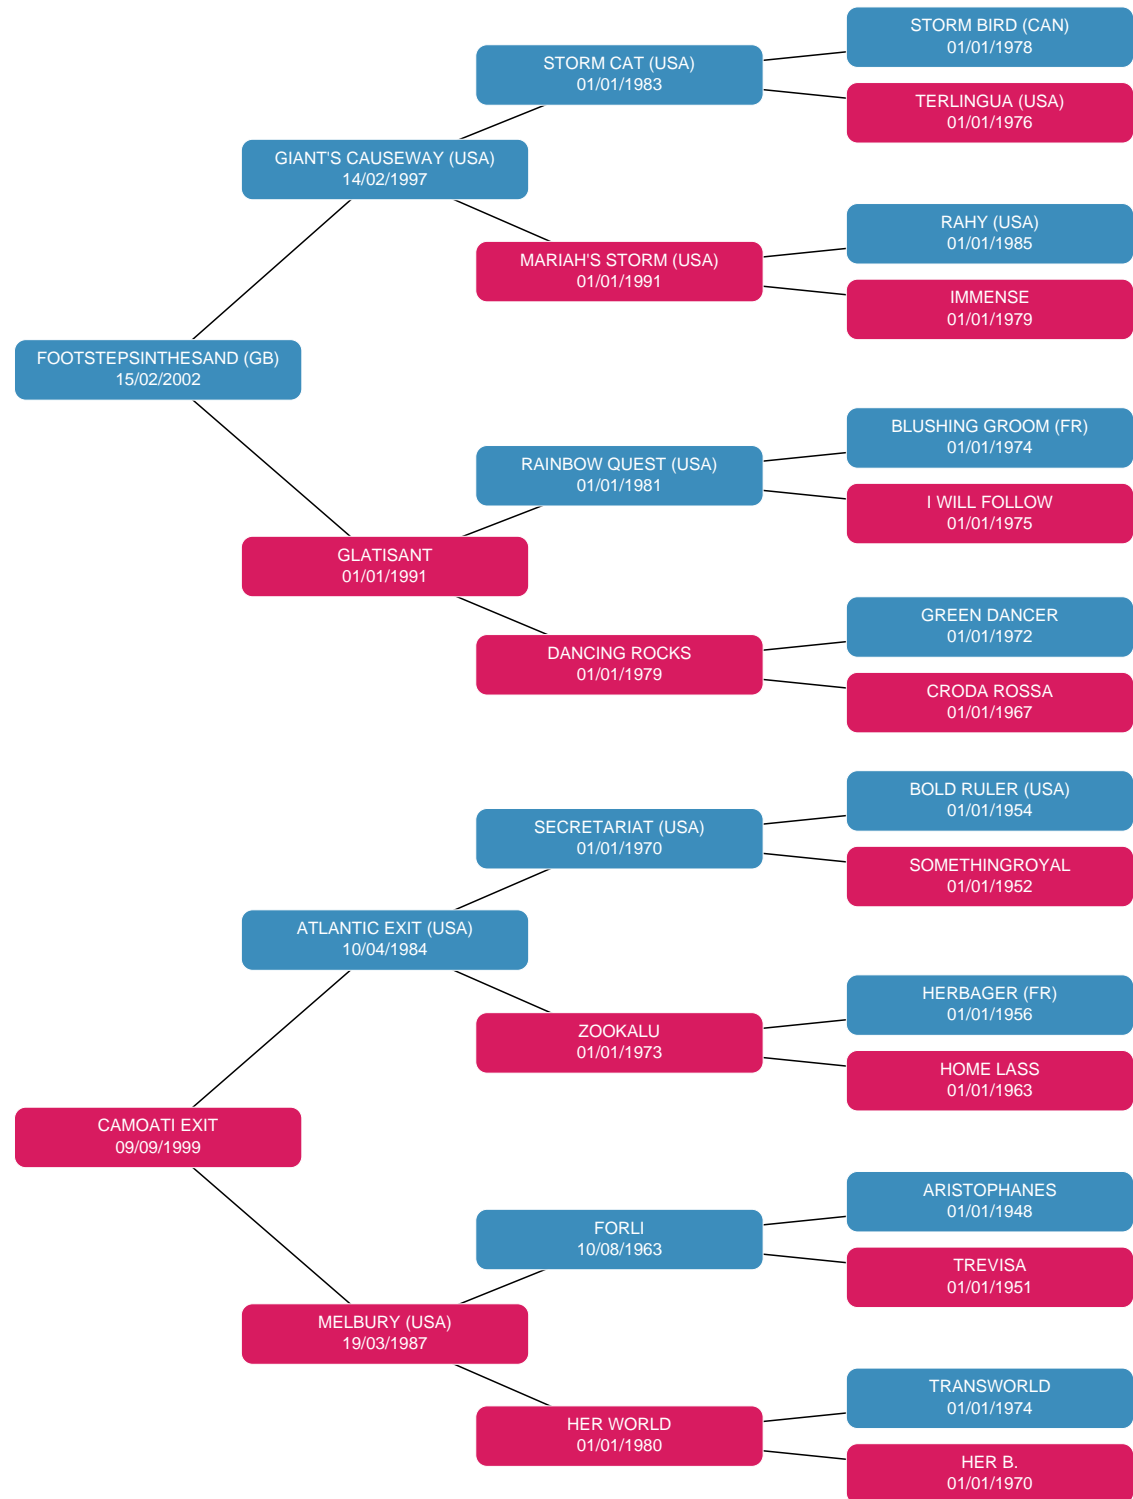 STORM BIRD (CAN)
01/01/1978
STORM CAT (USA)
01/01/1983
TERLINGUA (USA)
01/01/1976
GIANT'S CAUSEWAY (USA)
14/02/1997
RAHY (USA)
01/01/1985
MARIAH'S STORM (USA)
01/01/1991
IMMENSE
01/01/1979
FOOTSTEPSINTHESAND (GB)
15/02/2002
BLUSHING GROOM (FR)
01/01/1974
RAINBOW QUEST (USA)
01/01/1981
I WILL FOLLOW
01/01/1975
GLATISANT
01/01/1991
GREEN DANCER
01/01/1972
DANCING ROCKS
01/01/1979
CRODA ROSSA
01/01/1967
BOLD RULER (USA)
01/01/1954
SECRETARIAT (USA)
01/01/1970
SOMETHINGROYAL
01/01/1952
ATLANTIC EXIT (USA)
10/04/1984
HERBAGER (FR)
01/01/1956
ZOOKALU
01/01/1973
HOME LASS
01/01/1963
CAMOATI EXIT
09/09/1999
ARISTOPHANES
01/01/1948
FORLI
10/08/1963
TREVISA
01/01/1951
MELBURY (USA)
19/03/1987
TRANSWORLD
01/01/1974
HER WORLD
01/01/1980
HER B.
01/01/1970